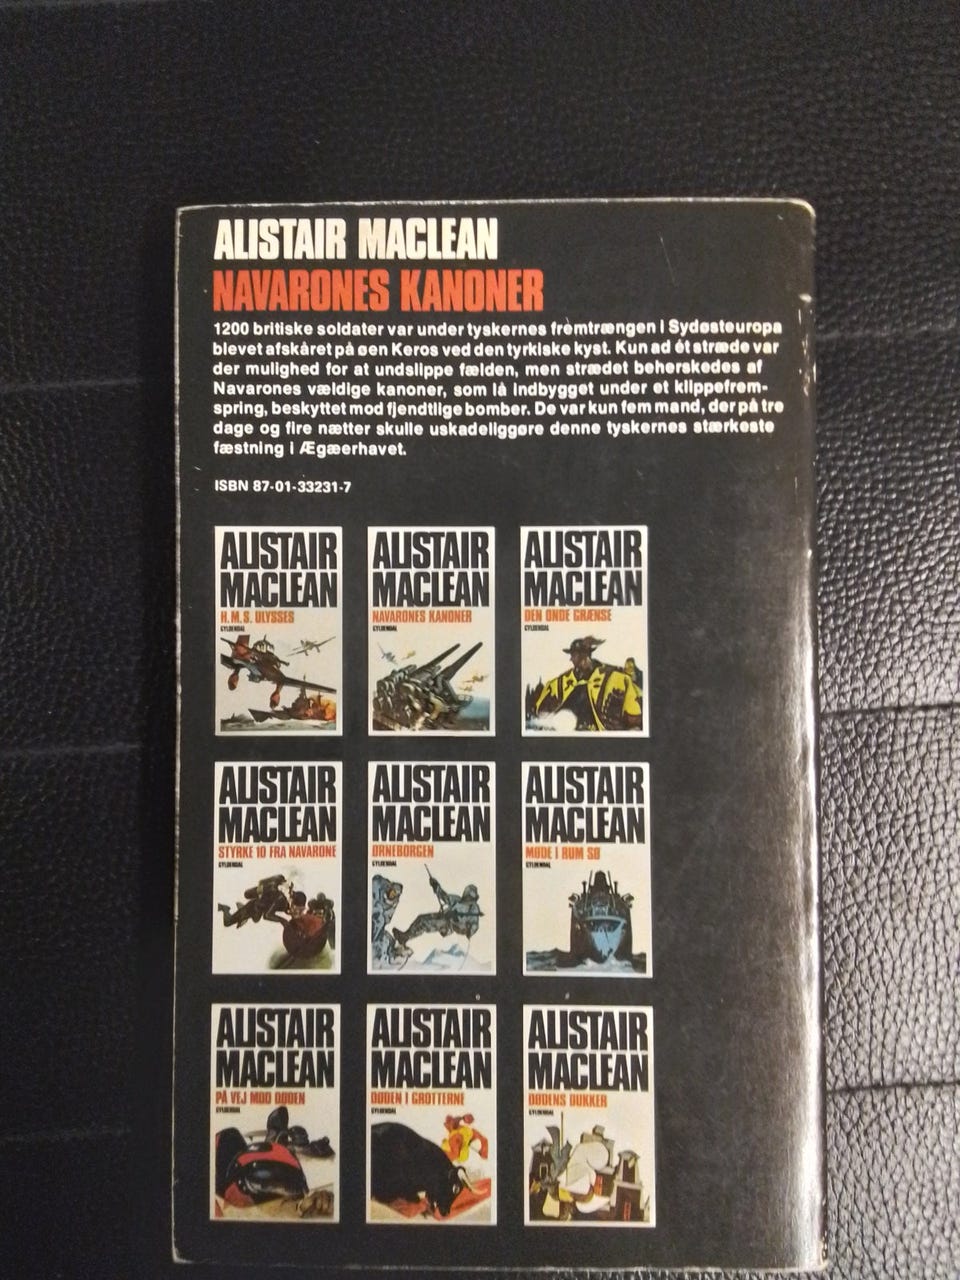 ALISTAIR MACLEAN
NAVARONES KANONER
1200 britiske soldater var under tyskernes fremtrængen i Sydøsteuropa
blevet afskåret på øen Keros ved den tyrkiske kyst. Kun ad ét stræde var
der mulighed for at undslippe fælden, men strædet beherskedes af
Navarones vældige kanoner, som lå indbygget under et klippefrem-
spring, beskyttet mod fjendtlige bomber. De var kun fem mand, der på tre
dage og fire nætter skulle uskadeliggøre denne tyskernes stærkeste
fæstning i Ægæerhavet.
ISBN 87-01-33231-7
ALISTAIR
MACLEAN
H.M.S. ULYSSES
GYLDENDAL
ALISTAIR
MACLEAN
NAVARONES KANONER
GYLDENDAL
ALISTAIR
MACLEAN
DEN ONDE GRÆNSE
GYLDENDAL
ALISTAIR
MACLEAN
STYRKE 10 FRA NAVARONE
GYLDENDAL
ALISTAIR
MACLEAN
ØRNEBORGEN
GYLDENDAL
ALISTAIR
MACLEAN
MØDE I RUM SØ
GYLDENDAL
ALISTAIR
MACLEAN
PÅ VEJ MOD DØDEN
GYLDENDAL
ALISTAIR
MACLEAN
DØDEN I GROTTERNE
GYLDENDAL
ALISTAIR
MACLEAN
DØDENS DUKKER
GYLDENDAL